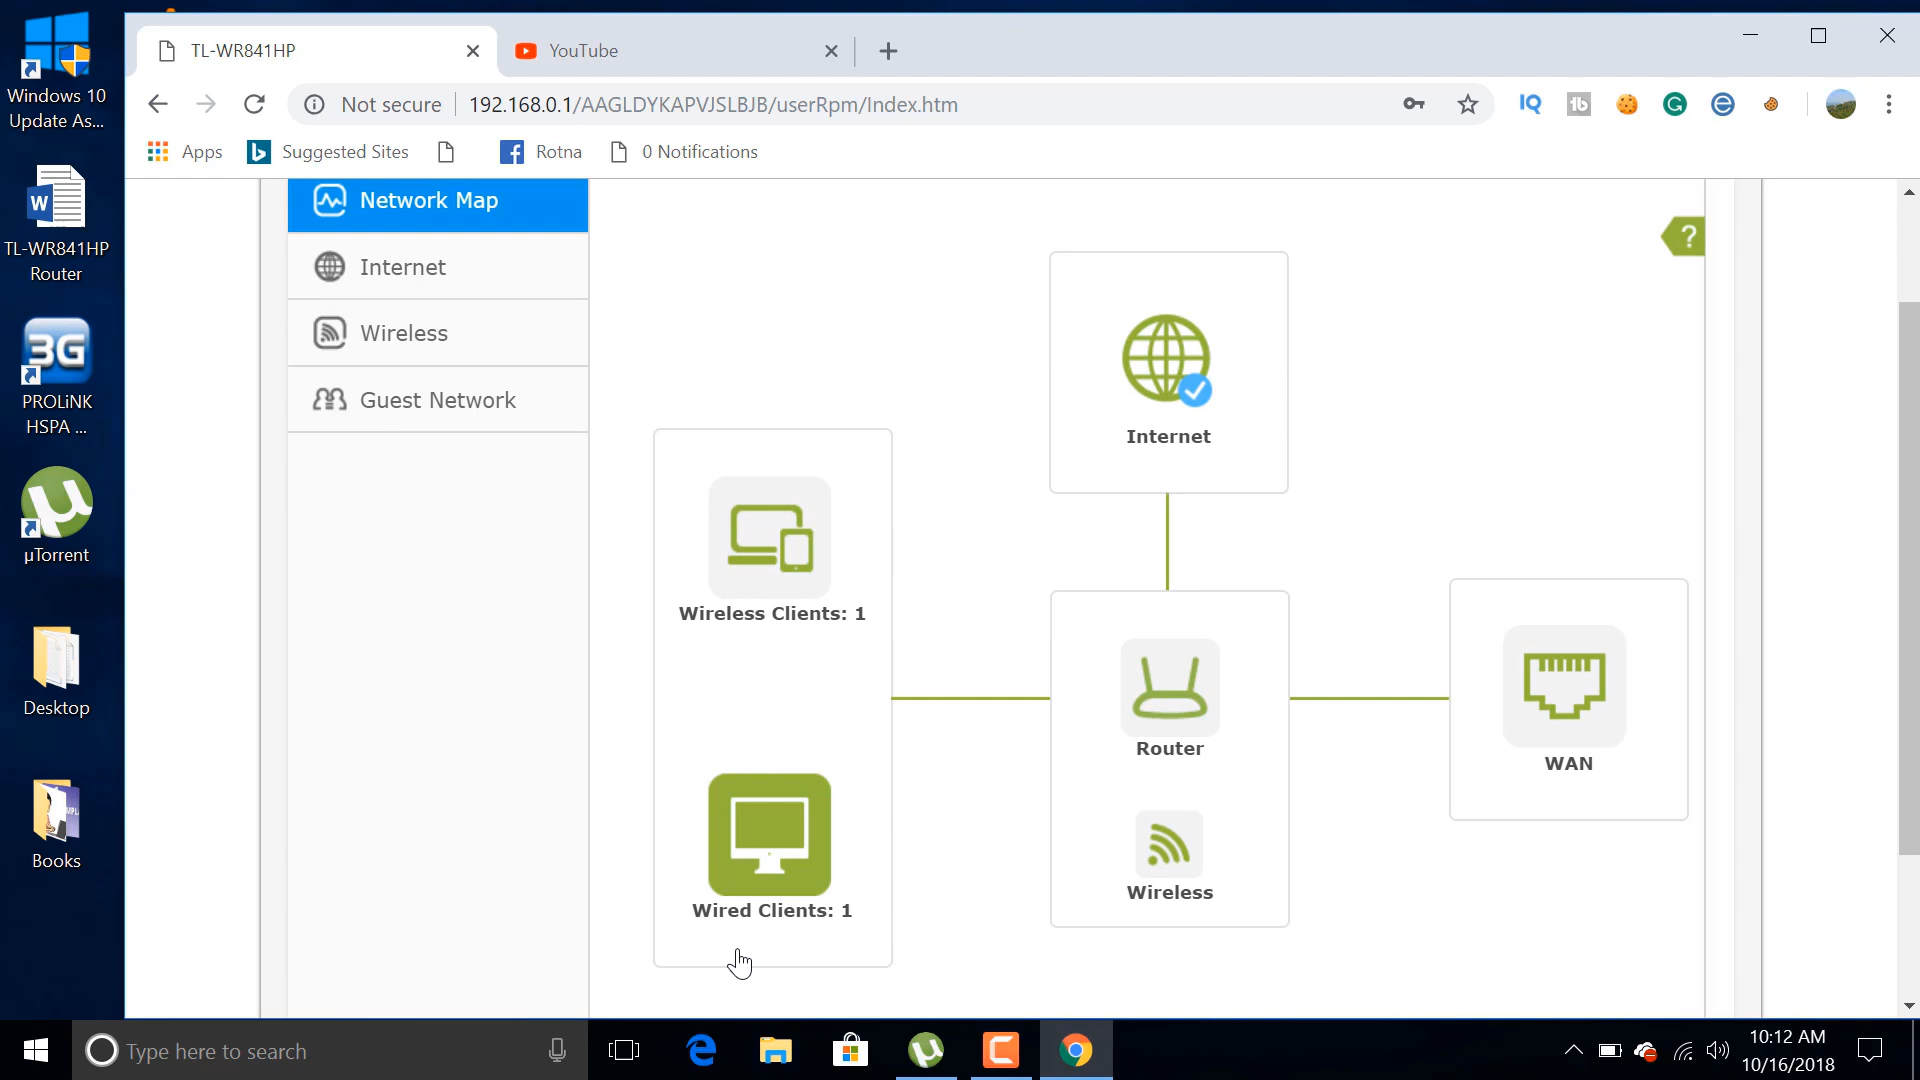 Windows 10
Update As...
TL-WR841HP
Router
3G
PROLiNK
HSPA ...
µTorrent
Desktop
Books
TL-WR841HP
YouTube
Not secure
192.168.0.1/AAGLDYKAPVJSLBJB/userRpm/Index.htm
IQ
Apps
Suggested Sites
Rotna
0 Notifications
Network Map
Internet
Wireless
Guest Network
?
Internet
Wireless Clients: 1
Wired Clients: 1
Router
Wireless
WAN
Type here to search
10:12 AM
10/16/2018